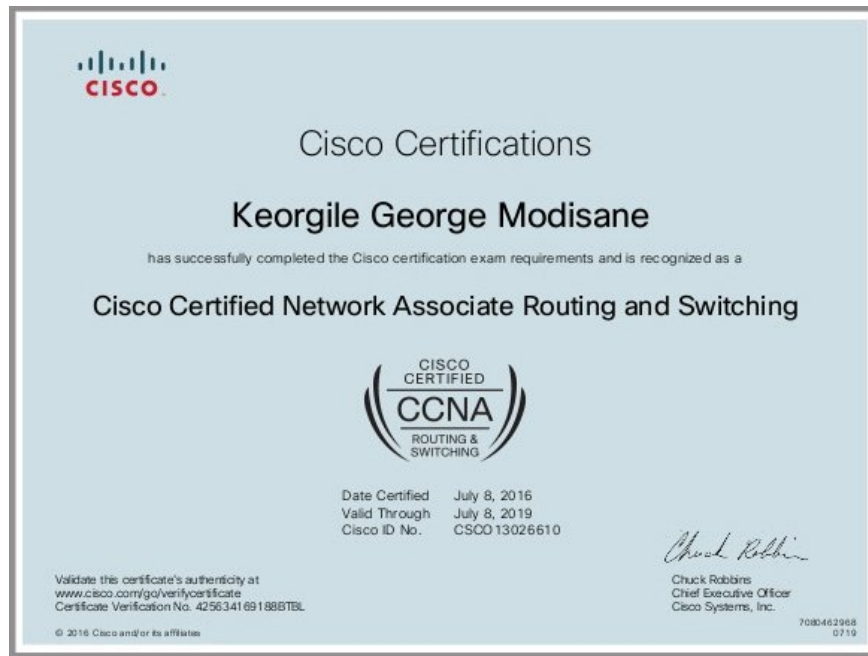 CISCO
Cisco Certifications
Keorgile George Modisane
has successfully completed the Cisco certification exam requirements and is recognized as a
Cisco Certified Network Associate Routing and Switching
CISCO
CERTIFIED
CCNA
ROUTING &
SWITCHING
Date Certified July 8, 2016
Valid Through July 8, 2019
Cisco ID No. CSCO13026610
Chuck Robbins
Validate this certificate's authenticity at
www.cisco.com/go/verifycertificate
Certificate Verification No. 425634169188BTBL
Chuck Robbins
Chief Executive Officer
Cisco Systems, Inc.
© 2016 Cisco and/or its affiliates
7080462968
0719